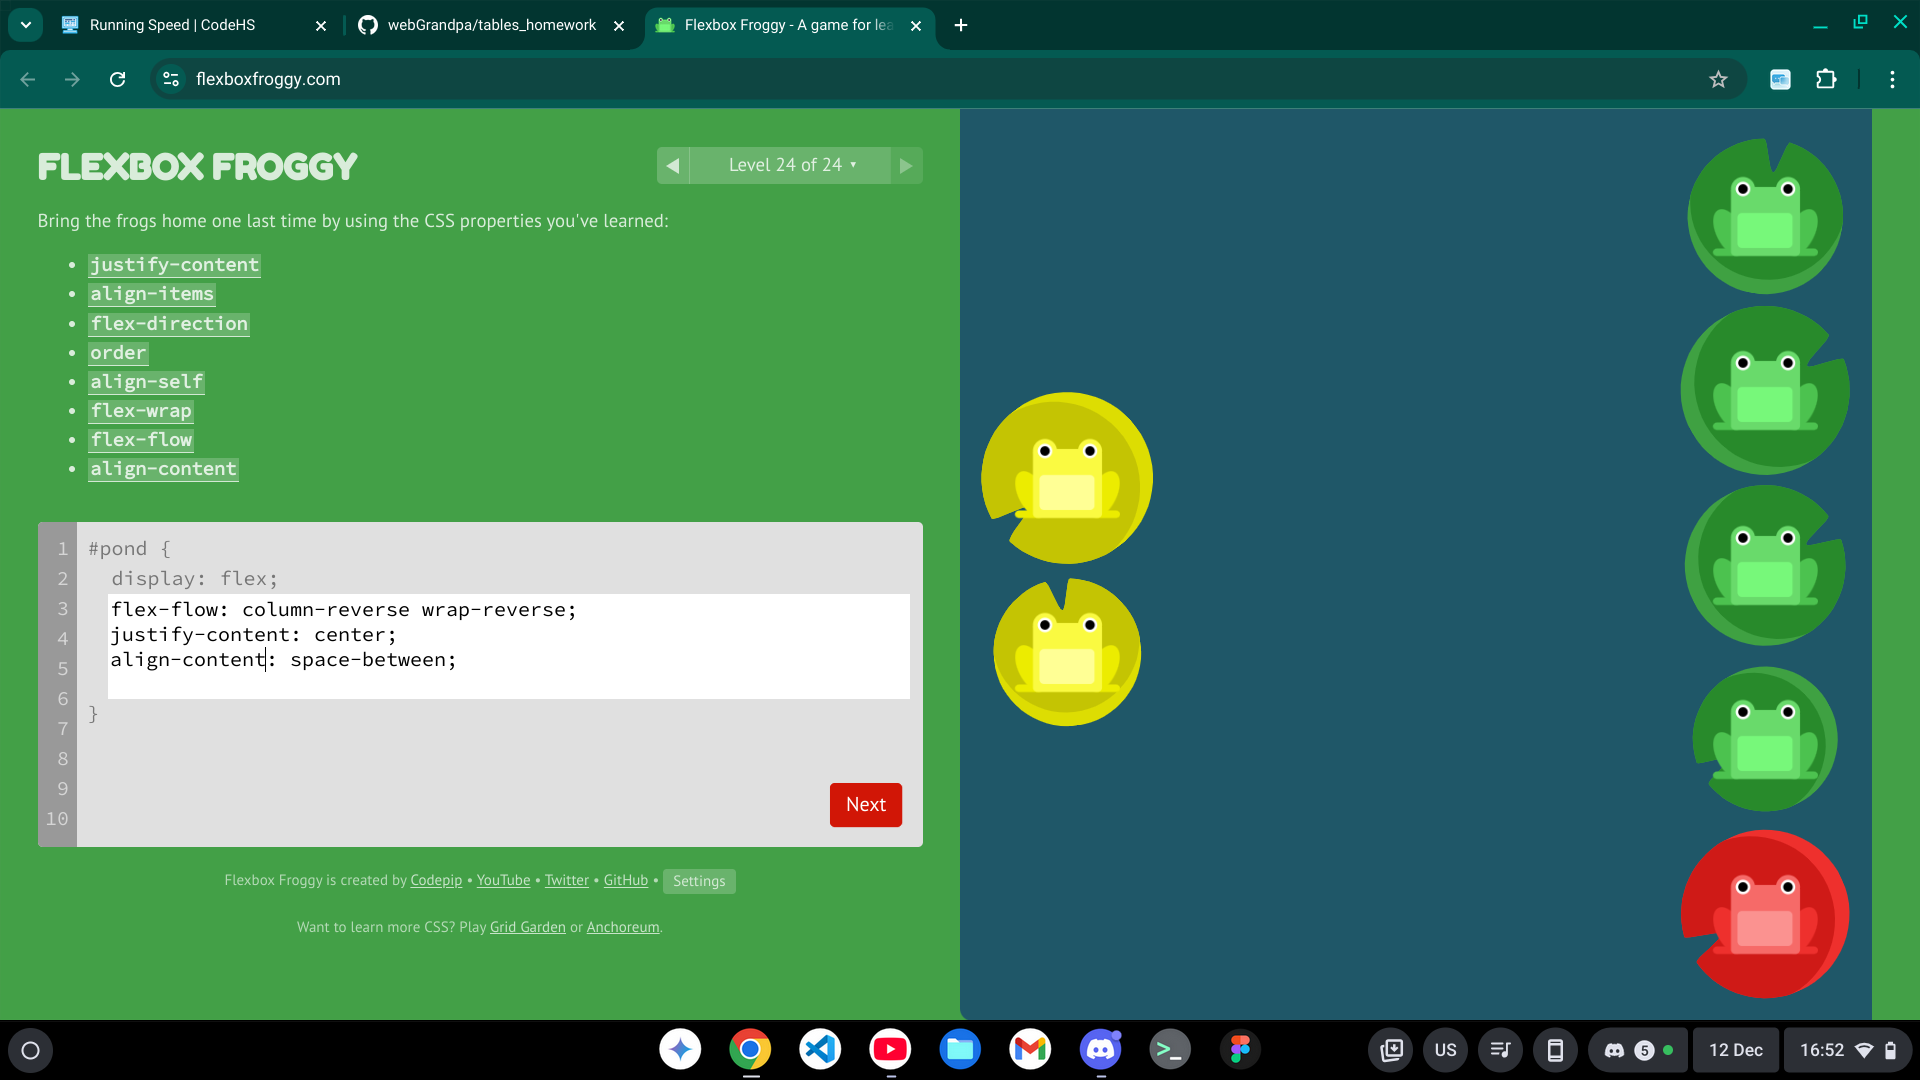 Running Speed | CodeHS
webGrandpa/tables_homework
Flexbox Froggy - A game for lea
flexboxfroggy.com
FLEXBOX FROGGY
Level 24 of 24
Bring the frogs home one last time by using the CSS properties you've learned:
justify-content
align-items
flex-direction
order
align-self
flex-wrap
flex-flow
align-content
1 #pond {
2 display: flex;
3 flex-flow: column-reverse wrap-reverse;
4 justify-content: center;
5 align-content: space-between;
6
7 }
8
9
10
Next
Flexbox Froggy is created by Codepip • YouTube • Twitter • GitHub • Settings
Want to learn more CSS? Play Grid Garden or Anchoreum.
US
5
12 Dec
16:52